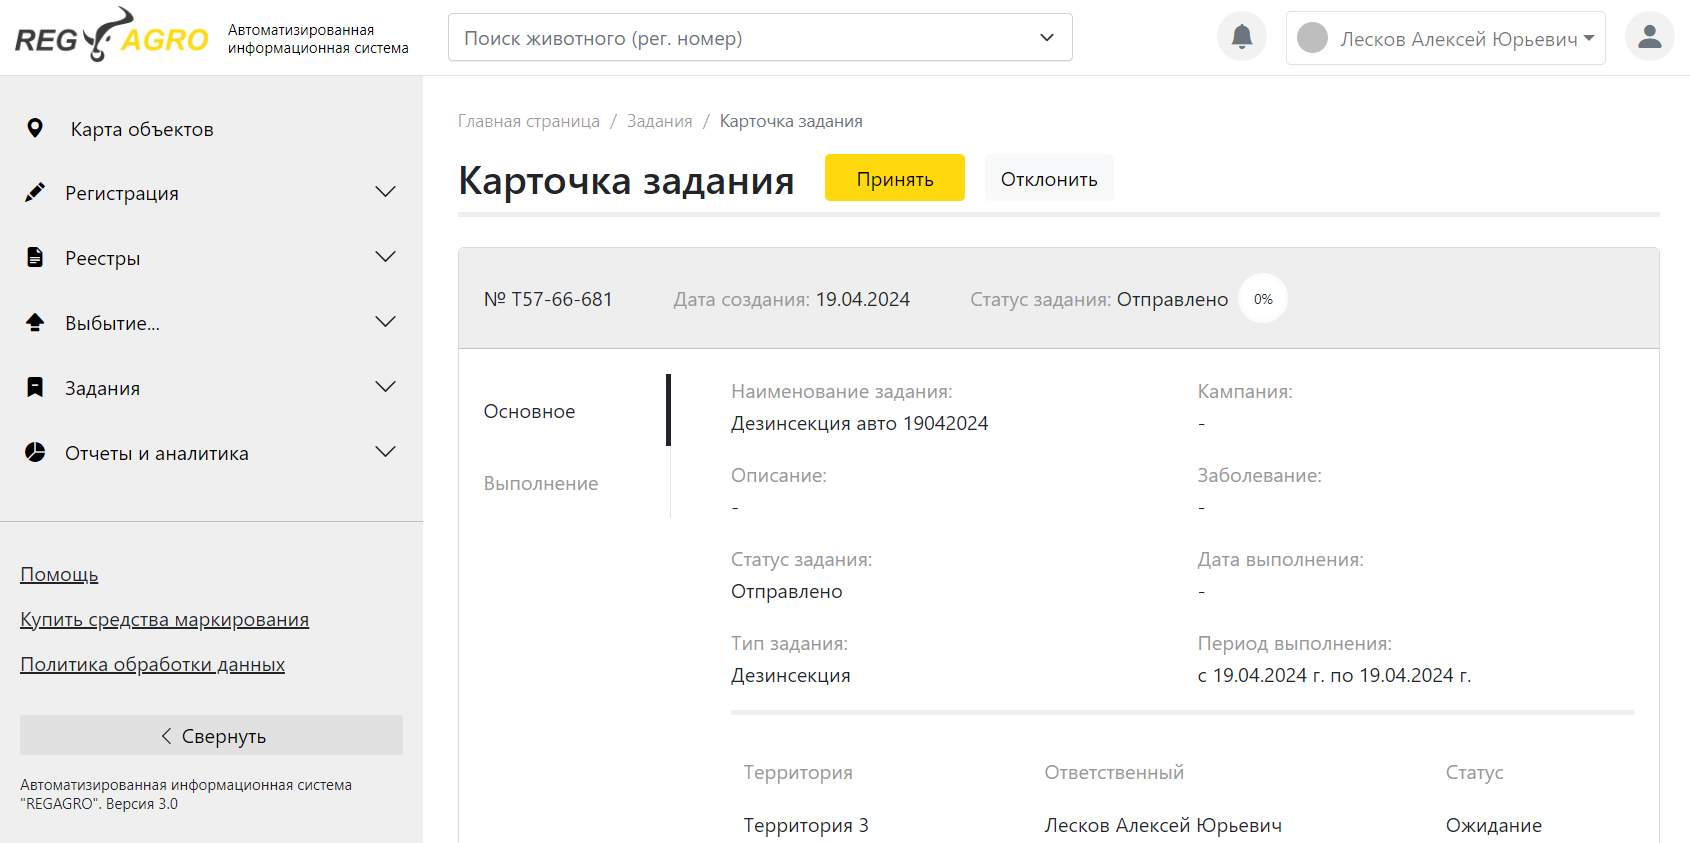 REG AGRO
Автоматизированная
информационная система
Поиск животного (рег. номер)
Лесков Алексей Юрьевич
Карта объектов
Регистрация
Реестры
Выбытие...
Задания
Отчеты и аналитика
Помощь
Купить средства маркирования
Политика обработки данных
Свернуть
Автоматизированная информационная система
"REGAGRO". Версия 3.0
Главная страница / Задания / Карточка задания
Карточка задания
Принять
Отклонить
№ T57-66-681
Дата создания: 19.04.2024
Статус задания: Отправлено
0%
Основное
Выполнение
Наименование задания:
Дезинсекция авто 19042024
Кампания:
-
Описание:
-
Заболевание:
-
Статус задания:
Отправлено
Дата выполнения:
-
Тип задания:
Дезинсекция
Период выполнения:
с 19.04.2024 г. по 19.04.2024 г.
Территория Ответственный Статус
Территория 3 Лесков Алексей Юрьевич Ожидание